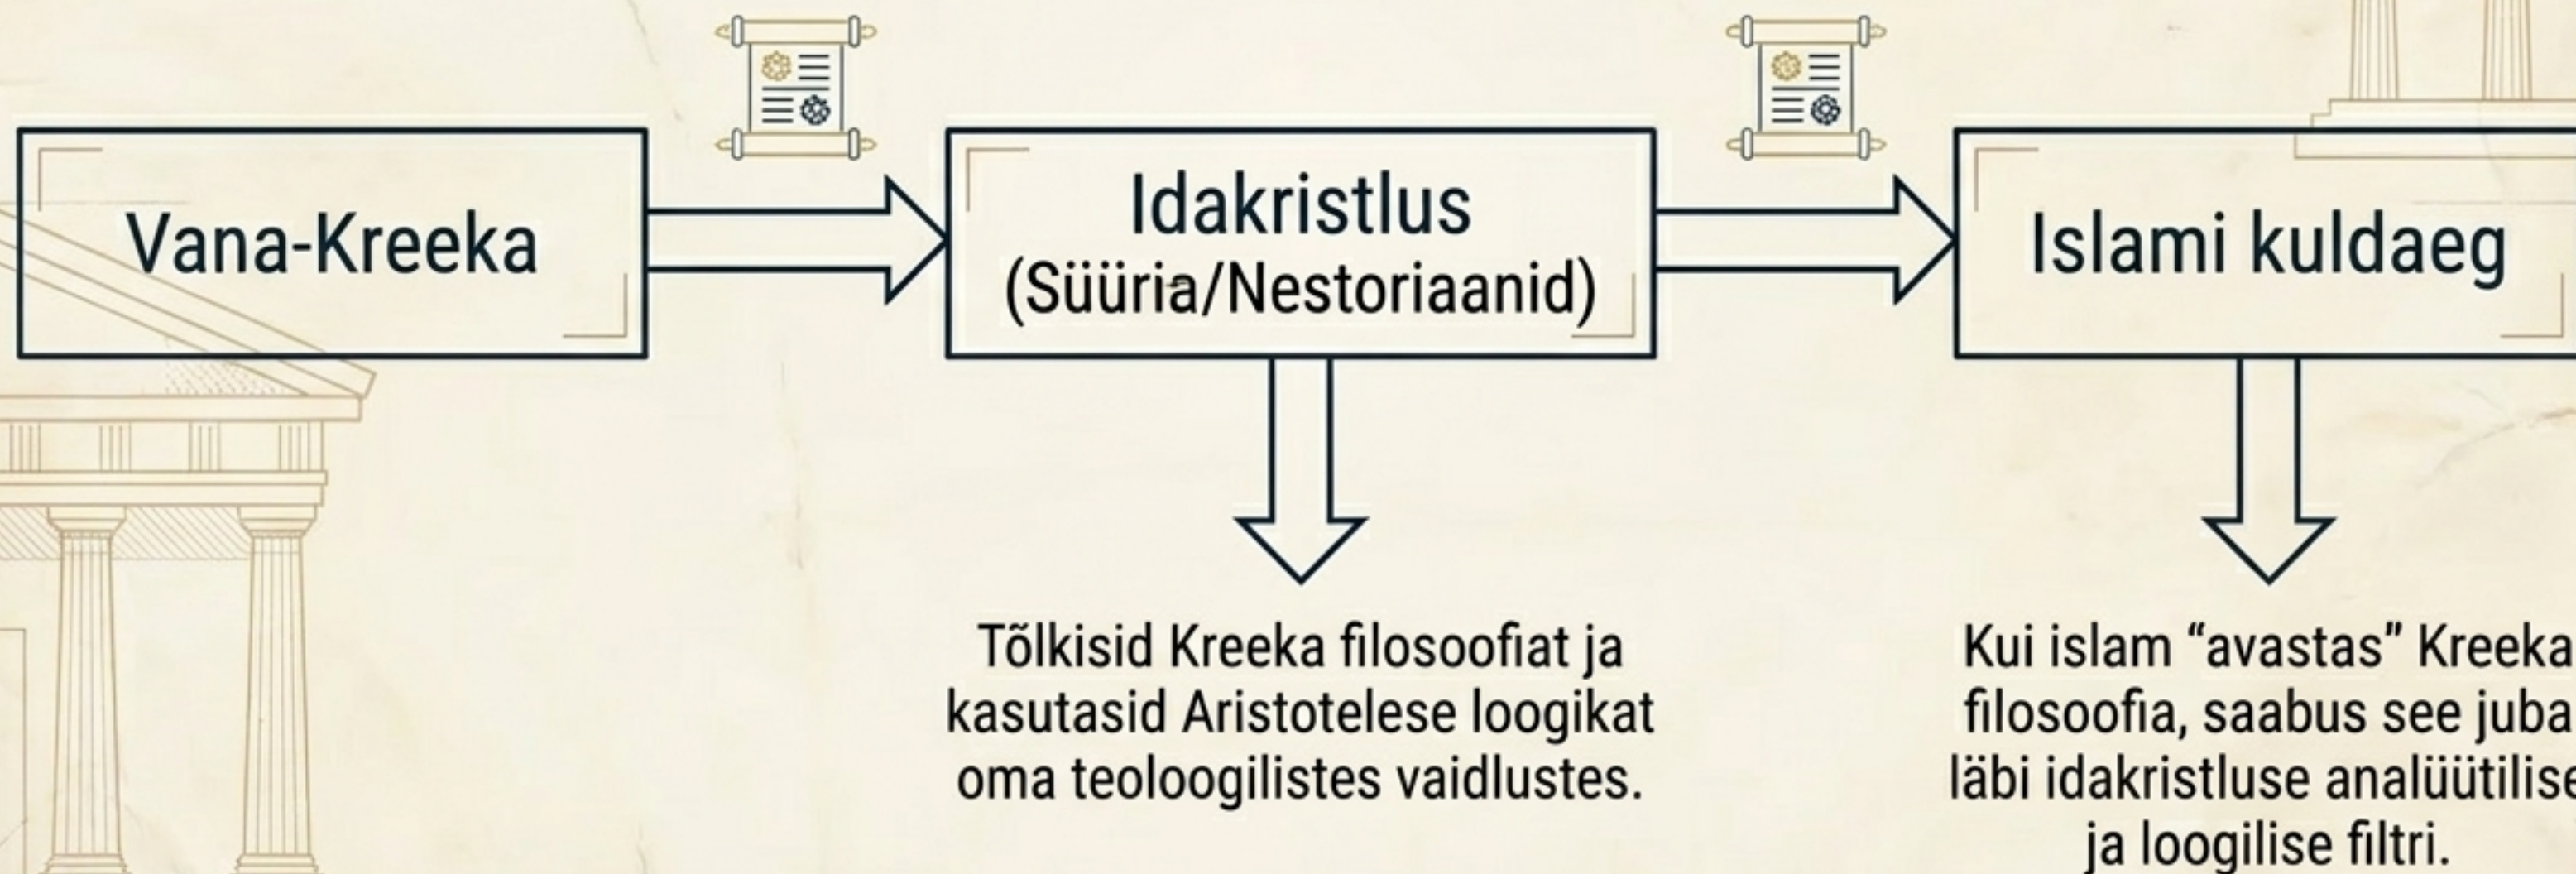 Vana-Kreeka
Idakristlus
(Süüria/Nestoriaanid)
Islami kuldaeg
Tõlkisid Kreeka filosoofiat ja
kasutasid Aristotelese loogikat
oma teoloogilistes vaidlustes.
Kui islam “avastas” Kreeka
filosoofia, saabus see juba
läbi idakristluse analüütilise
ja loogilise filtri.